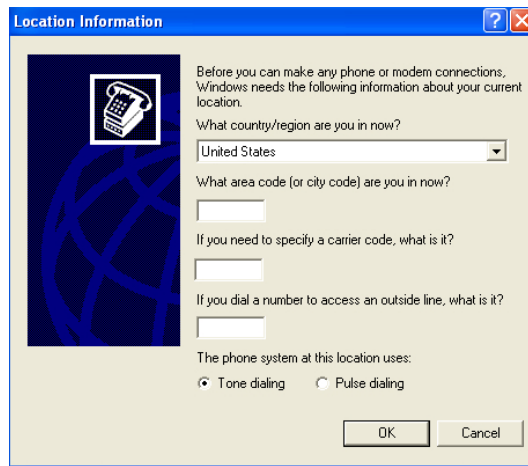 Location Information
Before you can make any phone or modem connections,
Windows needs the following information about your current
location.
What country/region are you in now?
United States
What area code (or city code) are you in now?
If you need to specify a carrier code, what is it?
If you dial a number to access an outside line, what is it?
The phone system at this location uses:
Tone dialing Pulse dialing
OK Cancel